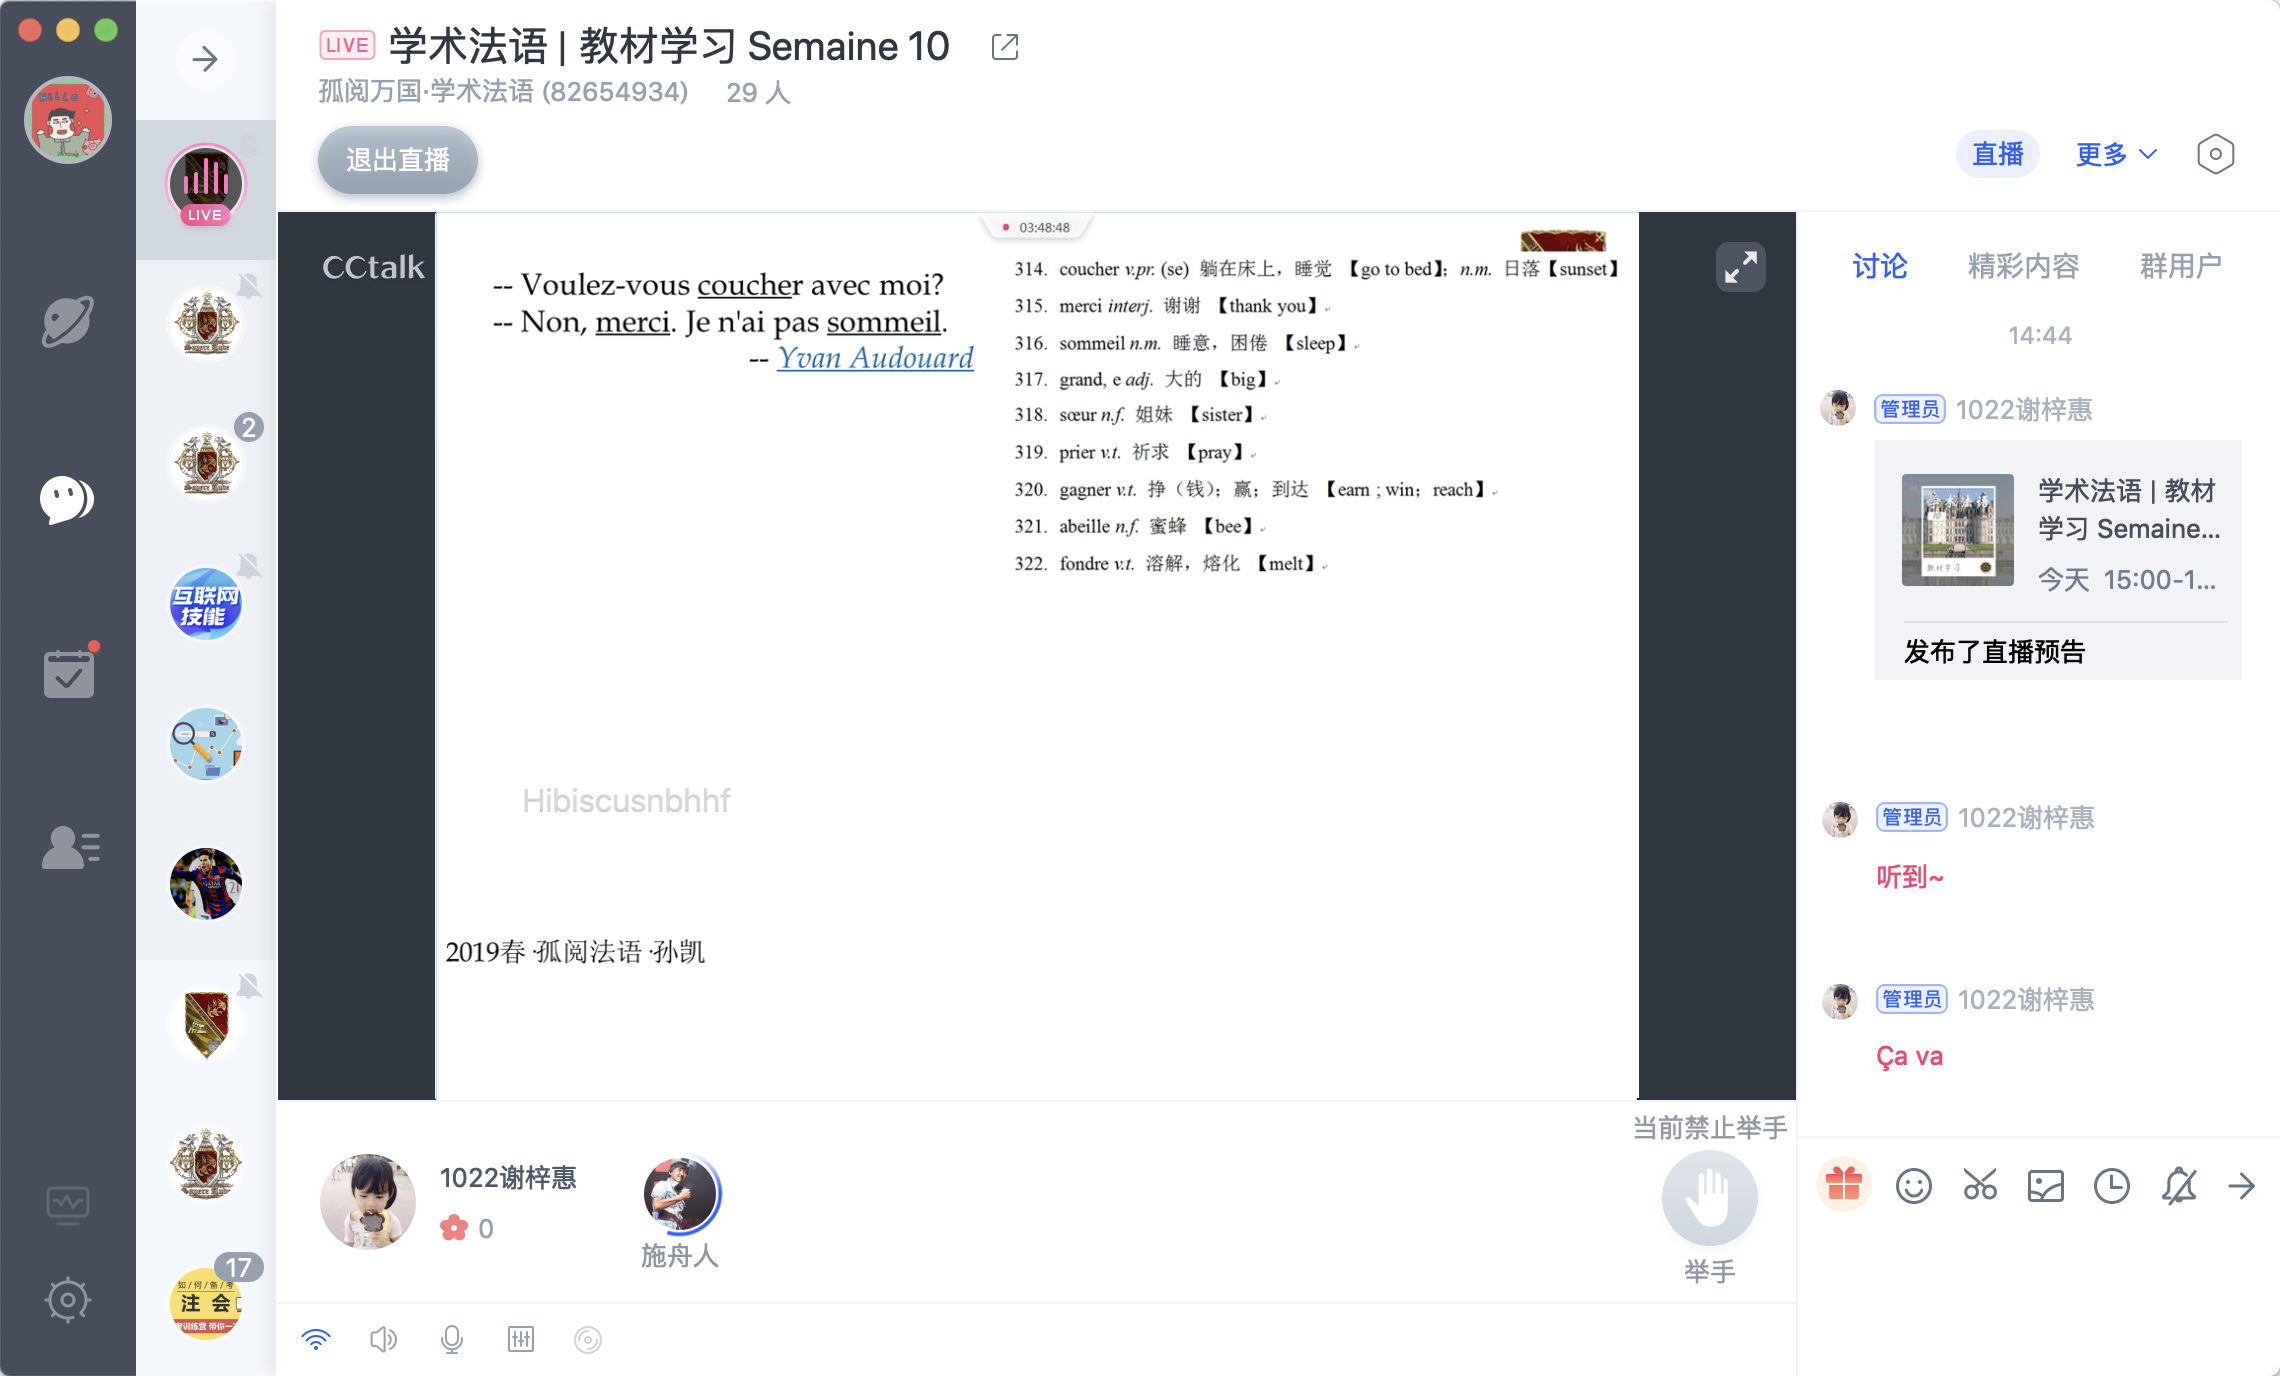 LIVE 学术法语 | 教材学习 Semaine 10
孤阅万国·学术法语 (82654934) 29 人
退出直播
直播 更多
LIVE
2
互联网
技能
17
如/何/备/考
注 会
CCtalk
03:48:48
-- Voulez-vous coucher avec moi?
-- Non, merci. Je n'ai pas sommeil.
-- Yvan Audouard
314. coucher v.pr. (se) 躺在床上，睡觉 【go to bed】；n.m. 日落【sunset】
315. merci interj. 谢谢 【thank you】
316. sommeil n.m. 睡意，困倦 【sleep】
317. grand, e adj. 大的 【big】
318. sœur n.f. 姐妹 【sister】
319. prier v.t. 祈求 【pray】
320. gagner v.t. 挣（钱）；赢；到达 【earn ; win；reach】
321. abeille n.f. 蜜蜂 【bee】
322. fondre v.t. 溶解，熔化 【melt】
Hibiscusnbhhf
2019春 ·孤阅法语 ·孙凯
讨论 精彩内容 群用户
14:44
管理员 1022谢梓惠
学术法语 | 教材
学习 Semaine...
今天 15:00-1...
教材学习
发布了直播预告
管理员 1022谢梓惠
听到~
管理员 1022谢梓惠
Ça va
当前禁止举手
1022谢梓惠
0
施舟人
举手